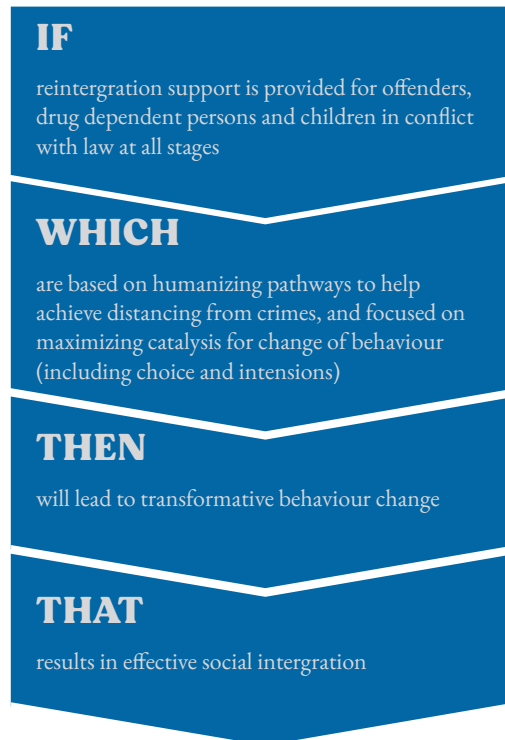 IF
reintergration support is provided for offenders,
drug dependent persons and children in conflict
with law at all stages
WHICH
are based on humanizing pathways to help
achieve distancing from crimes, and focused on
maximizing catalysis for change of behaviour
(including choice and intensions)
THEN
will lead to transformative behaviour change
THAT
results in effective social intergration